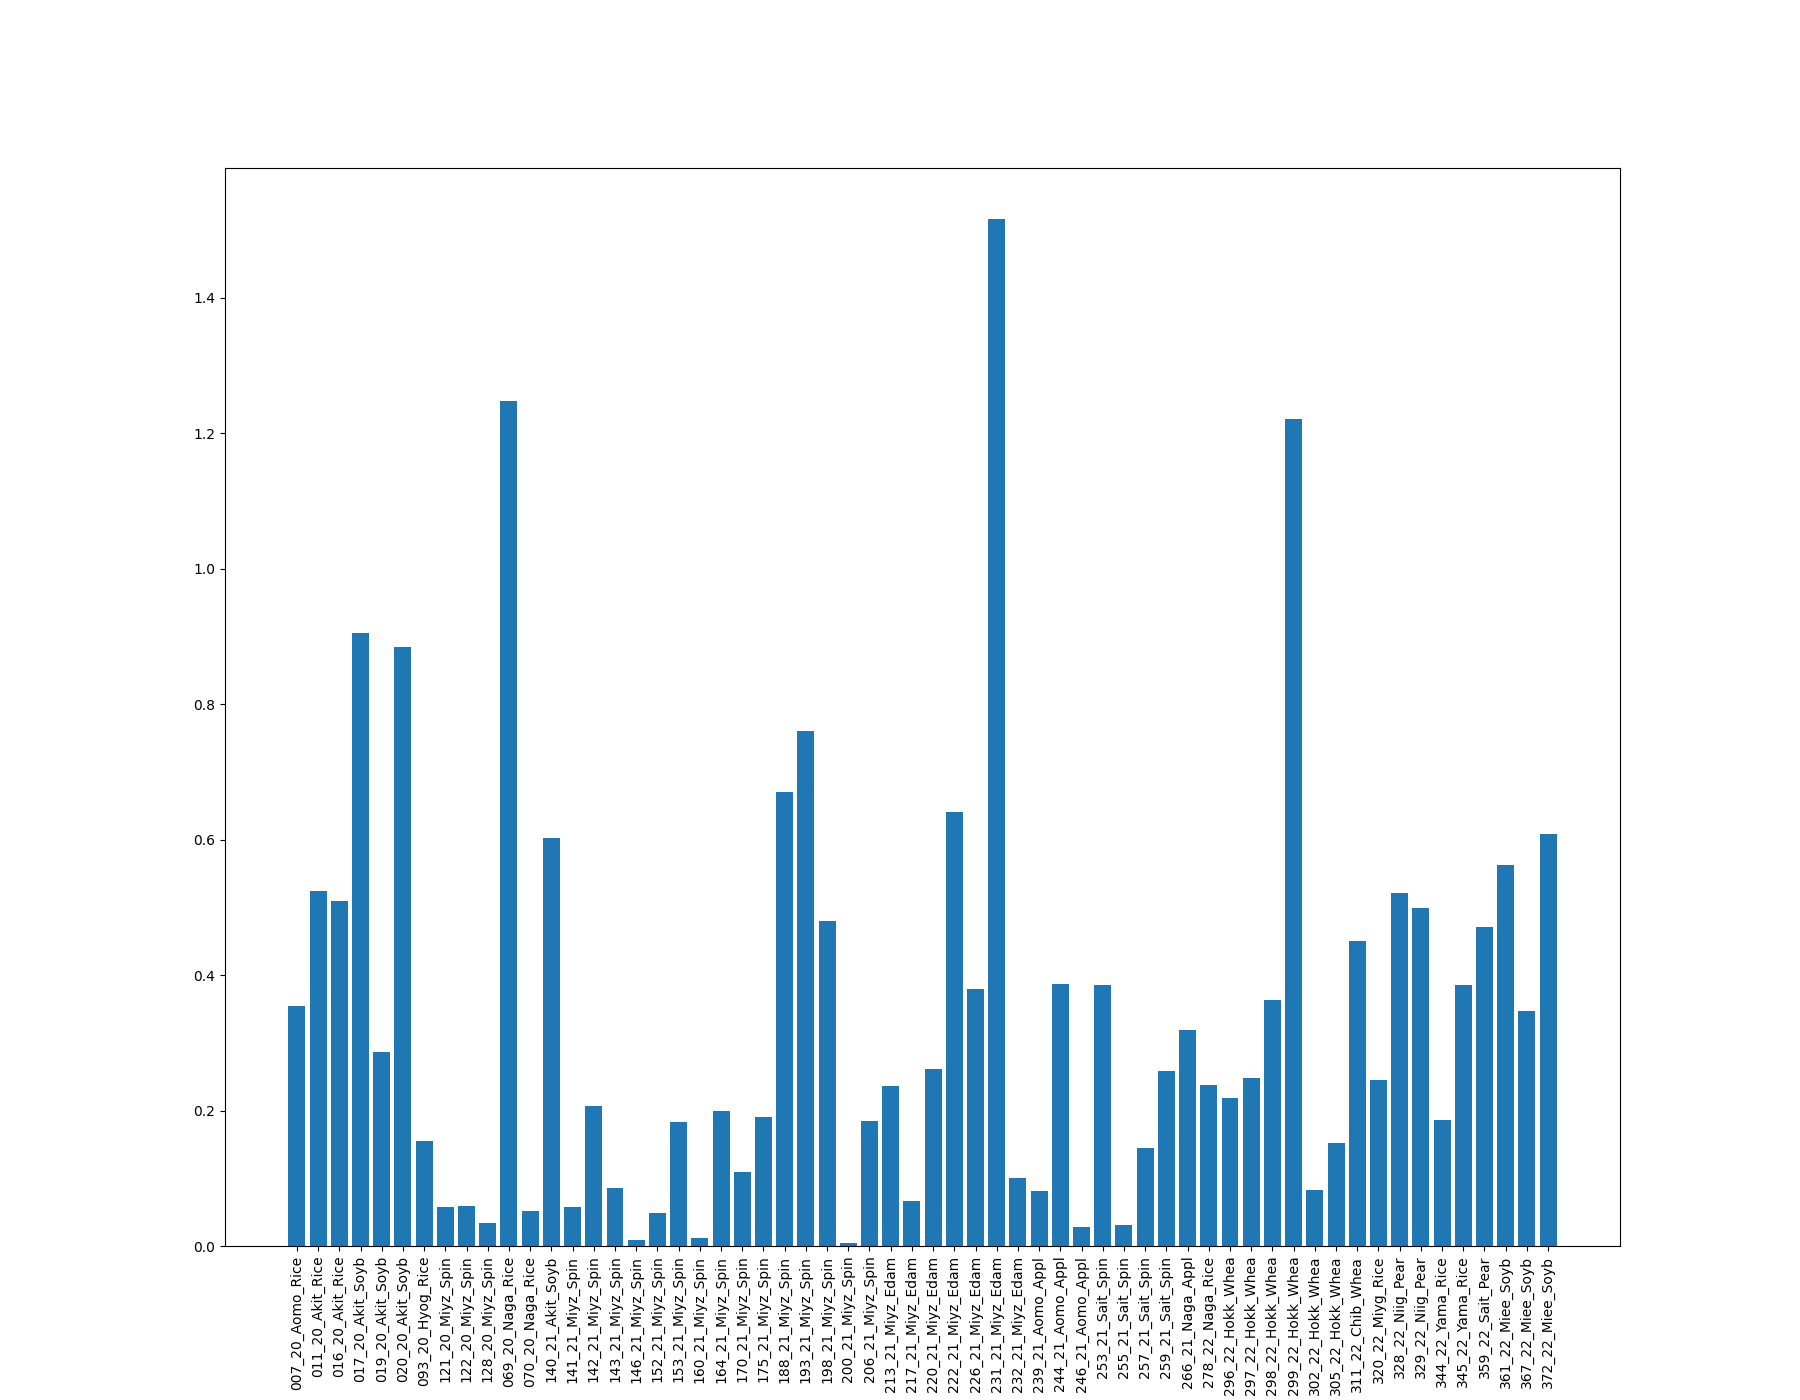 1.4
1.2
1.0
0.8
0.6
0.4
0.2
0.0
007_20_Aomo_Rice
011_20_Akit_Rice
016_20_Akit_Rice
017_20_Akit_Soyb
019_20_Akit_Soyb
020_20_Akit_Soyb
093_20_Hyog_Rice
121_20_Miyz_Spin
122_20_Miyz_Spin
128_20_Miyz_Spin
069_20_Naga_Rice
070_20_Naga_Rice
140_21_Akit_Soyb
141_21_Miyz_Spin
142_21_Miyz_Spin
143_21_Miyz_Spin
146_21_Miyz_Spin
152_21_Miyz_Spin
153_21_Miyz_Spin
160_21_Miyz_Spin
164_21_Miyz_Spin
170_21_Miyz_Spin
175_21_Miyz_Spin
188_21_Miyz_Spin
193_21_Miyz_Spin
198_21_Miyz_Spin
200_21_Miyz_Spin
206_21_Miyz_Spin
213_21_Miyz_Edam
217_21_Miyz_Edam
220_21_Miyz_Edam
222_21_Miyz_Edam
226_21_Miyz_Edam
231_21_Miyz_Edam
232_21_Miyz_Edam
239_21_Aomo_Appl
244_21_Aomo_Appl
246_21_Aomo_Appl
253_21_Sait_Spin
255_21_Sait_Spin
257_21_Sait_Spin
259_21_Sait_Spin
266_21_Naga_Appl
278_22_Naga_Rice
296_22_Hokk_Whea
297_22_Hokk_Whea
298_22_Hokk_Whea
299_22_Hokk_Whea
302_22_Hokk_Whea
305_22_Hokk_Whea
311_22_Chib_Whea
320_22_Miyg_Rice
328_22_Niig_Pear
329_22_Niig_Pear
344_22_Yama_Rice
345_22_Yama_Rice
359_22_Sait_Pear
361_22_Miee_Soyb
367_22_Miee_Soyb
372_22_Miee_Soyb